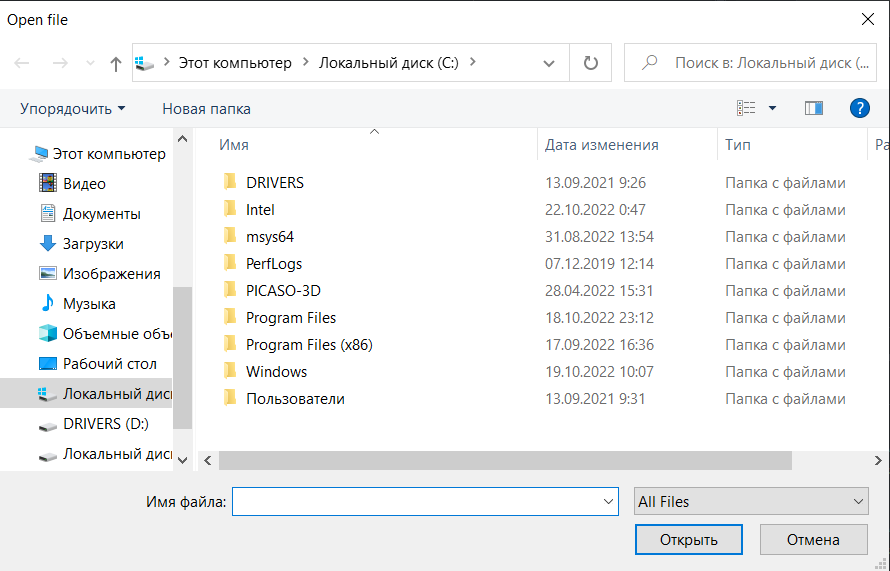 Open file
Этот компьютер > Локальный диск (C:) >
Поиск в: Локальный диск (...
Упорядочить
Новая папка
?
Этот компьютер
Видео
Документы
Загрузки
Изображения
Музыка
Объемные объ
Рабочий стол
Локальный дис
DRIVERS (D:)
Локальный дис
Имя Дата изменения Тип Ра
DRIVERS 13.09.2021 9:26 Папка с файлами
Intel 22.10.2022 0:47 Папка с файлами
msys64 31.08.2022 13:54 Папка с файлами
PerfLogs 07.12.2019 12:14 Папка с файлами
PICASO-3D 28.04.2022 15:31 Папка с файлами
Program Files 18.10.2022 23:12 Папка с файлами
Program Files (x86) 17.09.2022 16:36 Папка с файлами
Windows 19.10.2022 10:07 Папка с файлами
Пользователи 13.09.2021 9:31 Папка с файлами
Имя файла:
All Files
Открыть
Отмена